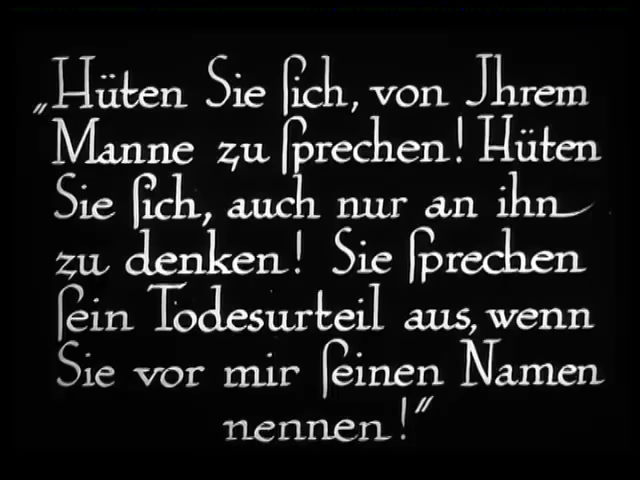 „Hüten Sie ſich, von Ihrem
Manne zu ſprechen! Hüten
Sie ſich, auch nur an ihn
zu denken! Sie ſprechen
ſein Todesurteil aus, wenn
Sie vor mir ſeinen Namen
nennen!“